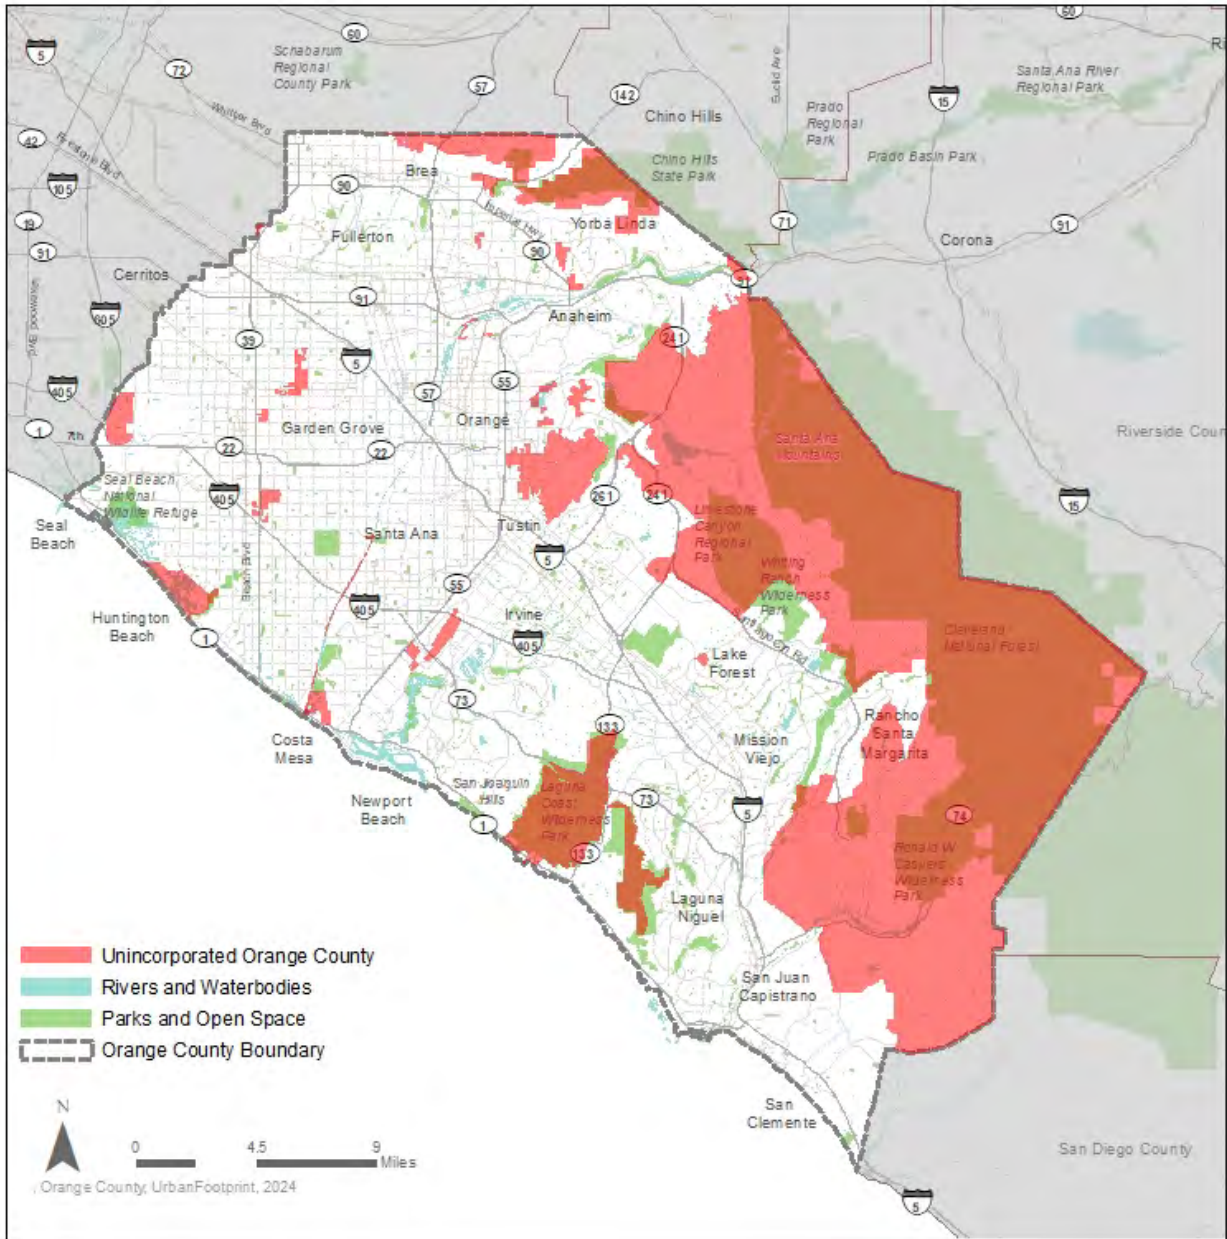 60
60
5
Schabarum
Regional
County Park
72
57
142
Euclid Ave
Santa Ana River
Regional Park
15
Whittier Blvd
Chino Hills
Prado
Regional
Park
42
Firestone Blvd
Chino Hills
State Park
Prado Basin Park
Brea
105
90
19
Imperial Hwy
Yorba Linda
71
91
Fullerton
90
Corona
91
Cerritos
91
91
Anaheim
605
39
241
5
55
405
57
Orange
1
7th
Garden Grove
22
22
Riverside Coun
Santa Ana
Mountains
Seal Beach
National
Wildlife Refuge
405
261
241
15
Seal
Beach
Santa Ana
Tustin
Limestone
Canyon
Regional
Park
Beach Blvd
5
Whiting
Ranch
Wilderness
Park
55
Huntington
Beach
405
Irvine
405
Santiago Cyn Rd
1
Lake
Forest
Cleveland
National Forest
73
133
Rancho
Santa
Margarita
Costa
Mesa
Mission
Viejo
San Joaquin
Hills
Laguna
Coast
Wilderness
Park
73
Newport
Beach
5
74
1
133
Ronald W
Caspers
Wilderness
Park
Laguna
Niguel
Unincorporated Orange County
Rivers and Waterbodies
San Juan
Capistrano
Parks and Open Space
Orange County Boundary
N
San
Clemente
0 4.5 9
Miles
San Diego County
, Orange County, UrbanFootprint, 2024
5